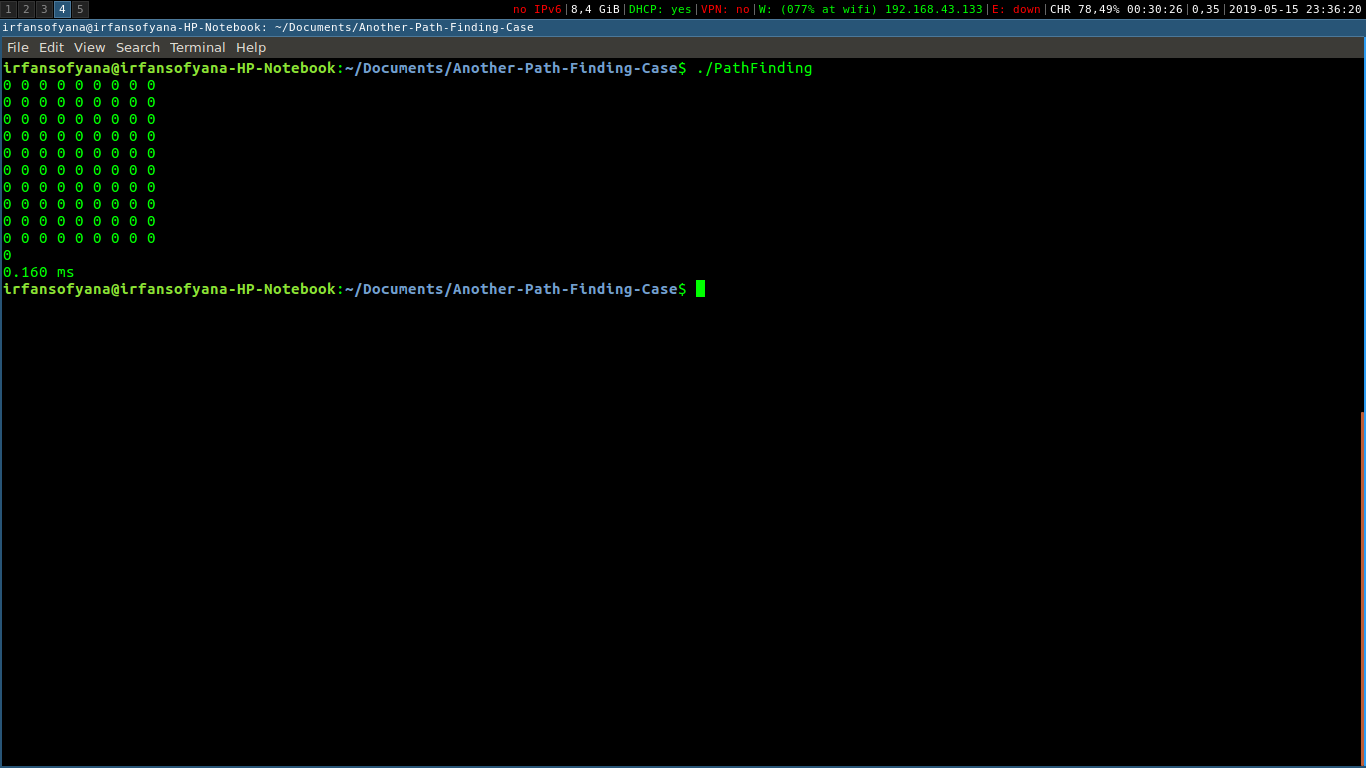 1 2 3 4 5 no IPv6|8,4 GiB|DHCP: yes|VPN: no|W: (077% at wifi) 192.168.43.133|E: down|CHR 78,49% 00:30:26|0,35|2019-05-15 23:36:20
irfansofyana@irfansofyana-HP-Notebook: ~/Documents/Another-Path-Finding-Case
File Edit View Search Terminal Help
irfansofyana@irfansofyana-HP-Notebook:~/Documents/Another-Path-Finding-Case$ ./PathFinding
0 0 0 0 0 0 0 0 0
0 0 0 0 0 0 0 0 0
0 0 0 0 0 0 0 0 0
0 0 0 0 0 0 0 0 0
0 0 0 0 0 0 0 0 0
0 0 0 0 0 0 0 0 0
0 0 0 0 0 0 0 0 0
0 0 0 0 0 0 0 0 0
0 0 0 0 0 0 0 0 0
0 0 0 0 0 0 0 0 0
0
0.160 ms
irfansofyana@irfansofyana-HP-Notebook:~/Documents/Another-Path-Finding-Case$